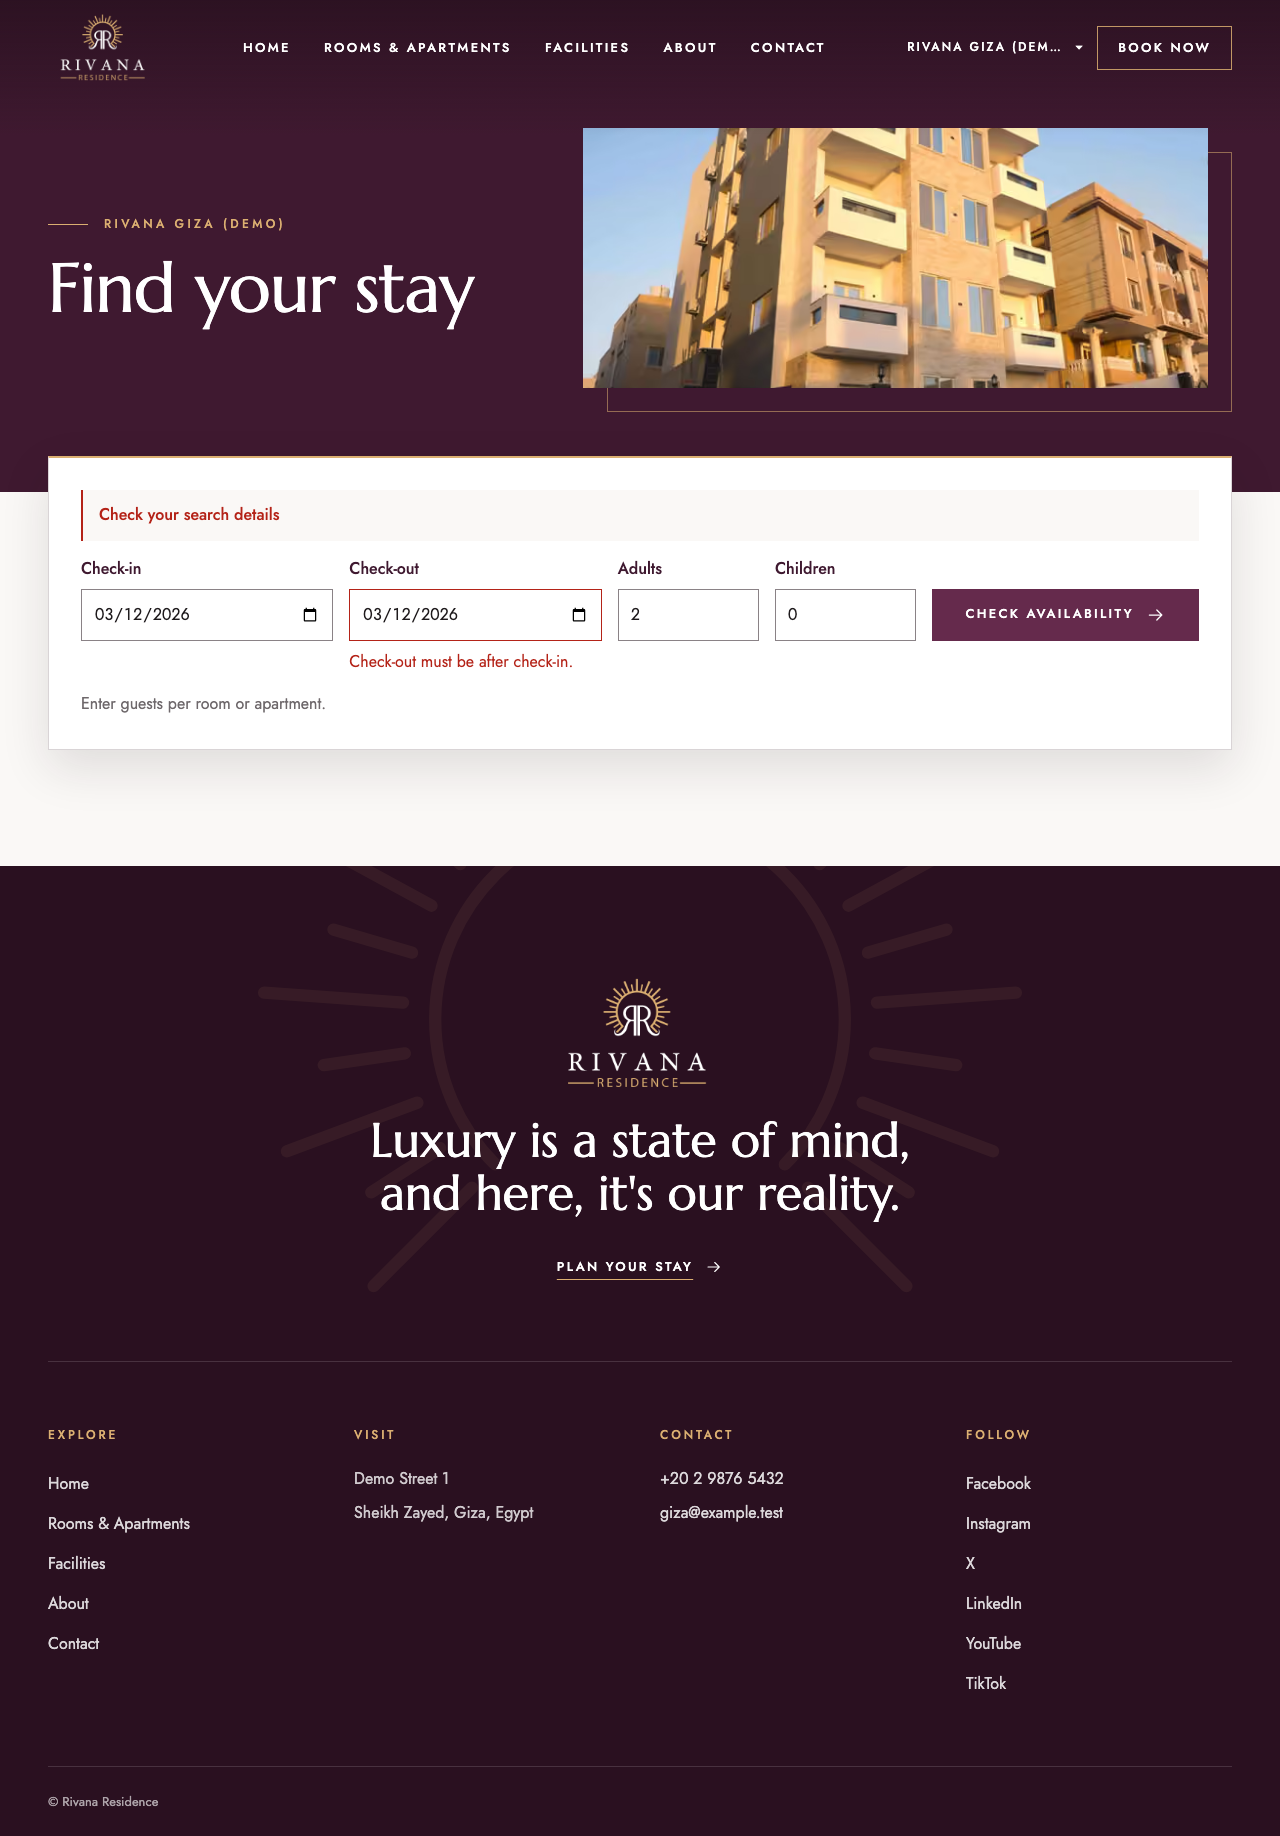 RIVANA
RESIDENCE
HOME
ROOMS & APARTMENTS
FACILITIES
ABOUT
CONTACT
RIVANA GIZA (DEM...
BOOK NOW
RIVANA GIZA (DEMO)
Find your stay
Check your search details
Check-in
Check-out
Adults
Children
03/12/2026
03/12/2026
2
0
CHECK AVAILABILITY
Check-out must be after check-in.
Enter guests per room or apartment.
RIVANA
RESIDENCE
Luxury is a state of mind,
and here, it's our reality.
PLAN YOUR STAY
EXPLORE
Home
Rooms & Apartments
Facilities
About
Contact
VISIT
Demo Street 1
Sheikh Zayed, Giza, Egypt
CONTACT
+20 2 9876 5432
giza@example.test
FOLLOW
Facebook
Instagram
X
LinkedIn
YouTube
TikTok
© Rivana Residence